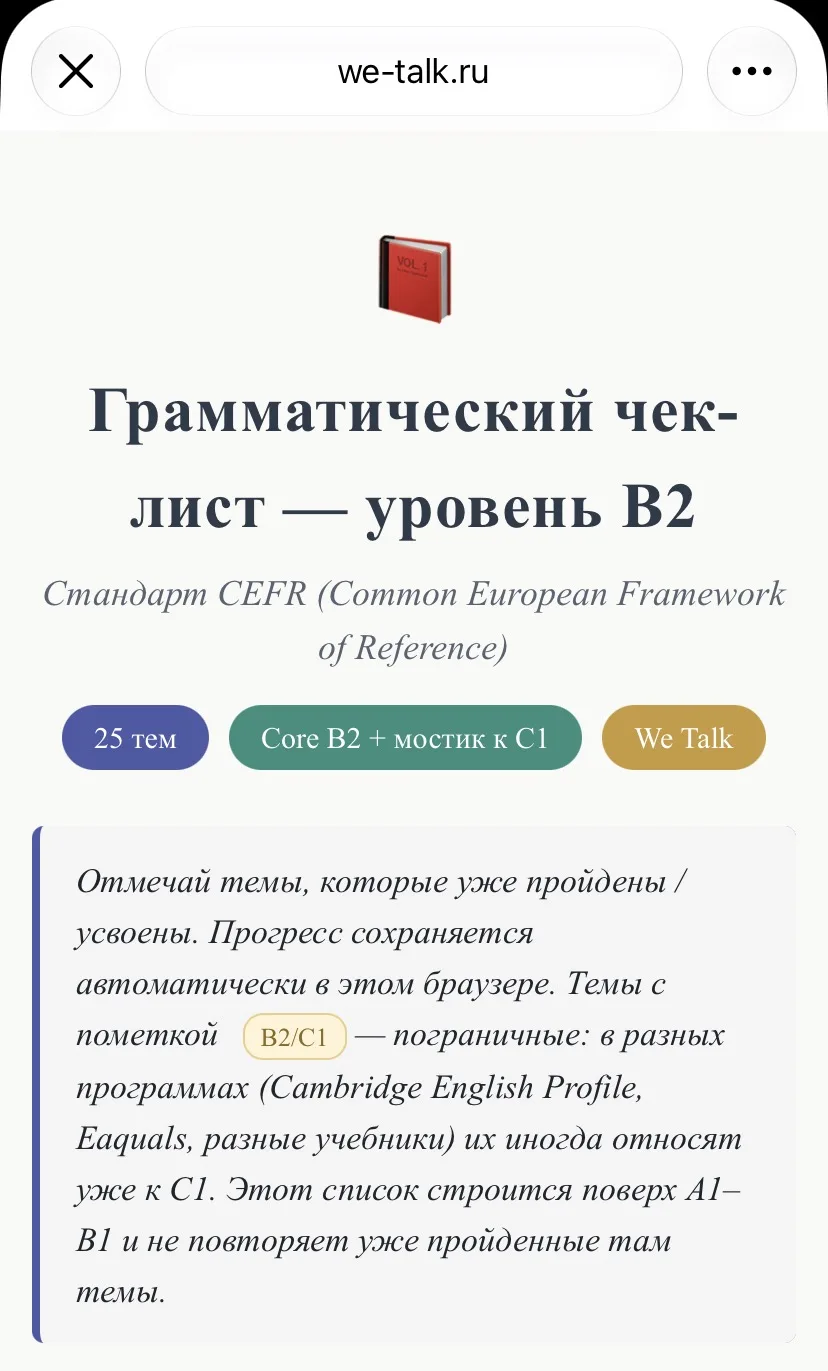 we-talk.ru
VOL. 1
Грамматический чек-
лист — уровень B2
Стандарт CEFR (Common European Framework
of Reference)
25 тем
Core B2 + мостик к C1
We Talk
Отмечай темы, которые уже пройдены /
усвоены. Прогресс сохраняется
автоматически в этом браузере. Темы с
пометкой B2/C1 — пограничные: в разных
программах (Cambridge English Profile,
Eaquals, разные учебники) их иногда относят
уже к C1. Этот список строится поверх A1–
B1 и не повторяет уже пройденные там
темы.